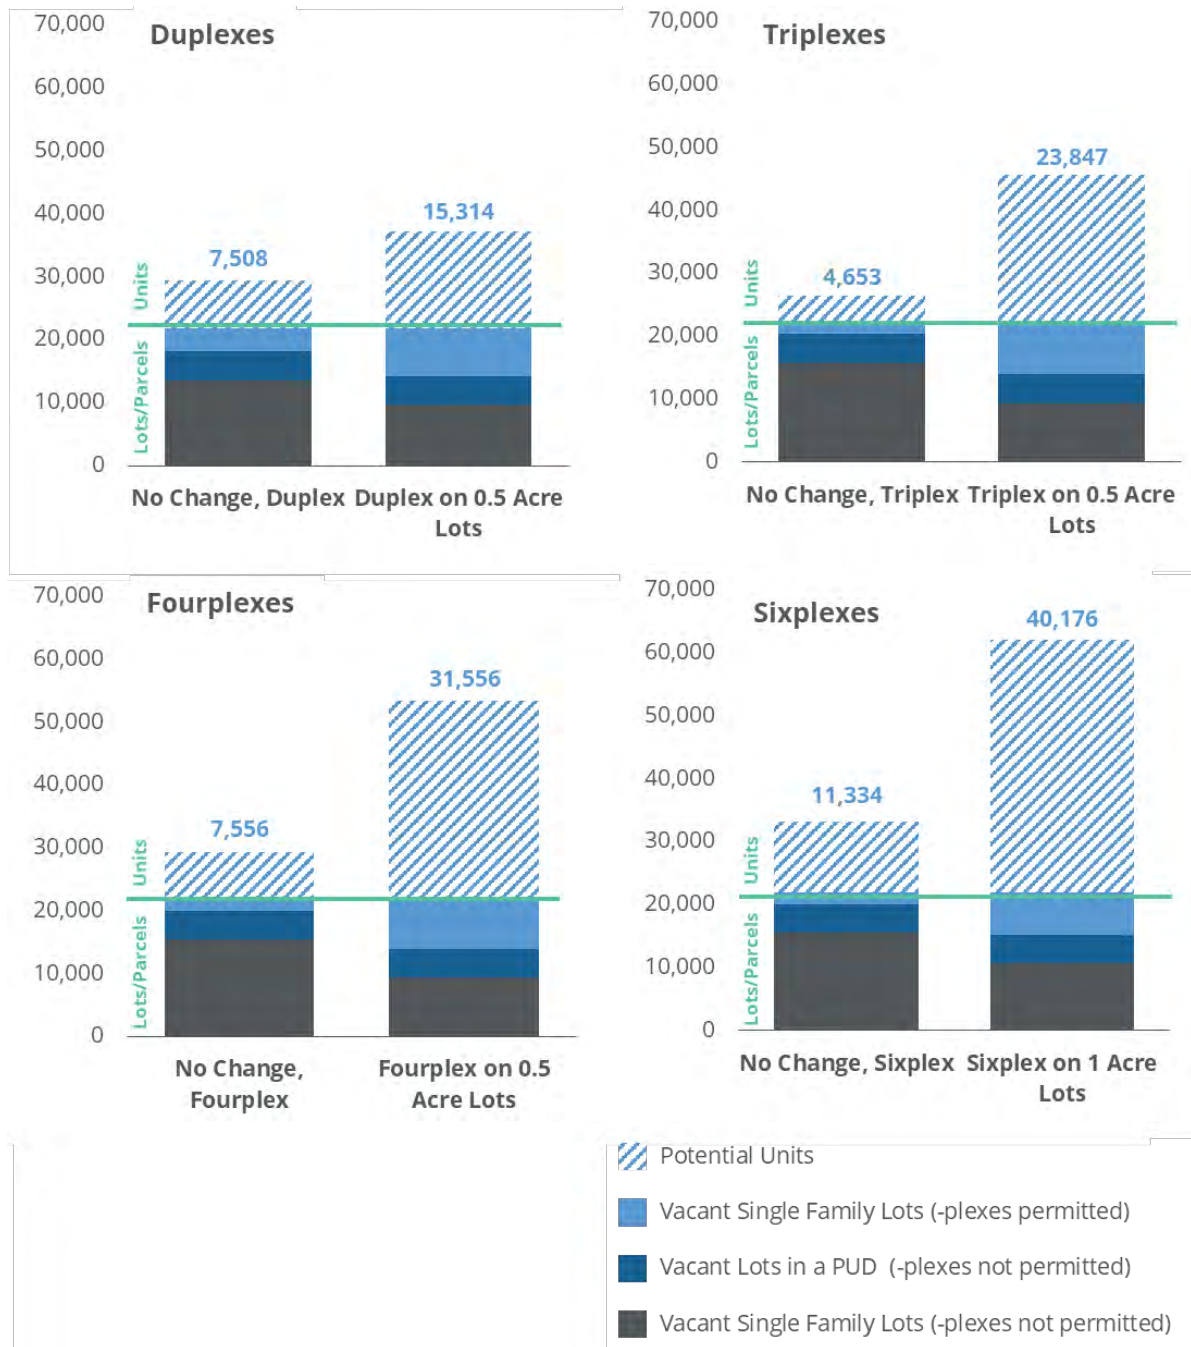 Duplexes
70,000
60,000
50,000
40,000
30,000
20,000
10,000
0
Units
Lots/Parcels
7,508
15,314
No Change, Duplex
Duplex on 0.5 Acre
Lots
Triplexes
70,000
60,000
50,000
40,000
30,000
20,000
10,000
0
Units
Lots/Parcels
4,653
23,847
No Change, Triplex
Triplex on 0.5 Acre
Lots
Fourplexes
70,000
60,000
50,000
40,000
30,000
20,000
10,000
0
Units
Lots/Parcels
7,556
31,556
No Change,
Fourplex
Fourplex on 0.5
Acre Lots
Sixplexes
70,000
60,000
50,000
40,000
30,000
20,000
10,000
0
Units
Lots/Parcels
11,334
40,176
No Change, Sixplex
Sixplex on 1 Acre
Lots
Potential Units
Vacant Single Family Lots (-plexes permitted)
Vacant Lots in a PUD (-plexes not permitted)
Vacant Single Family Lots (-plexes not permitted)